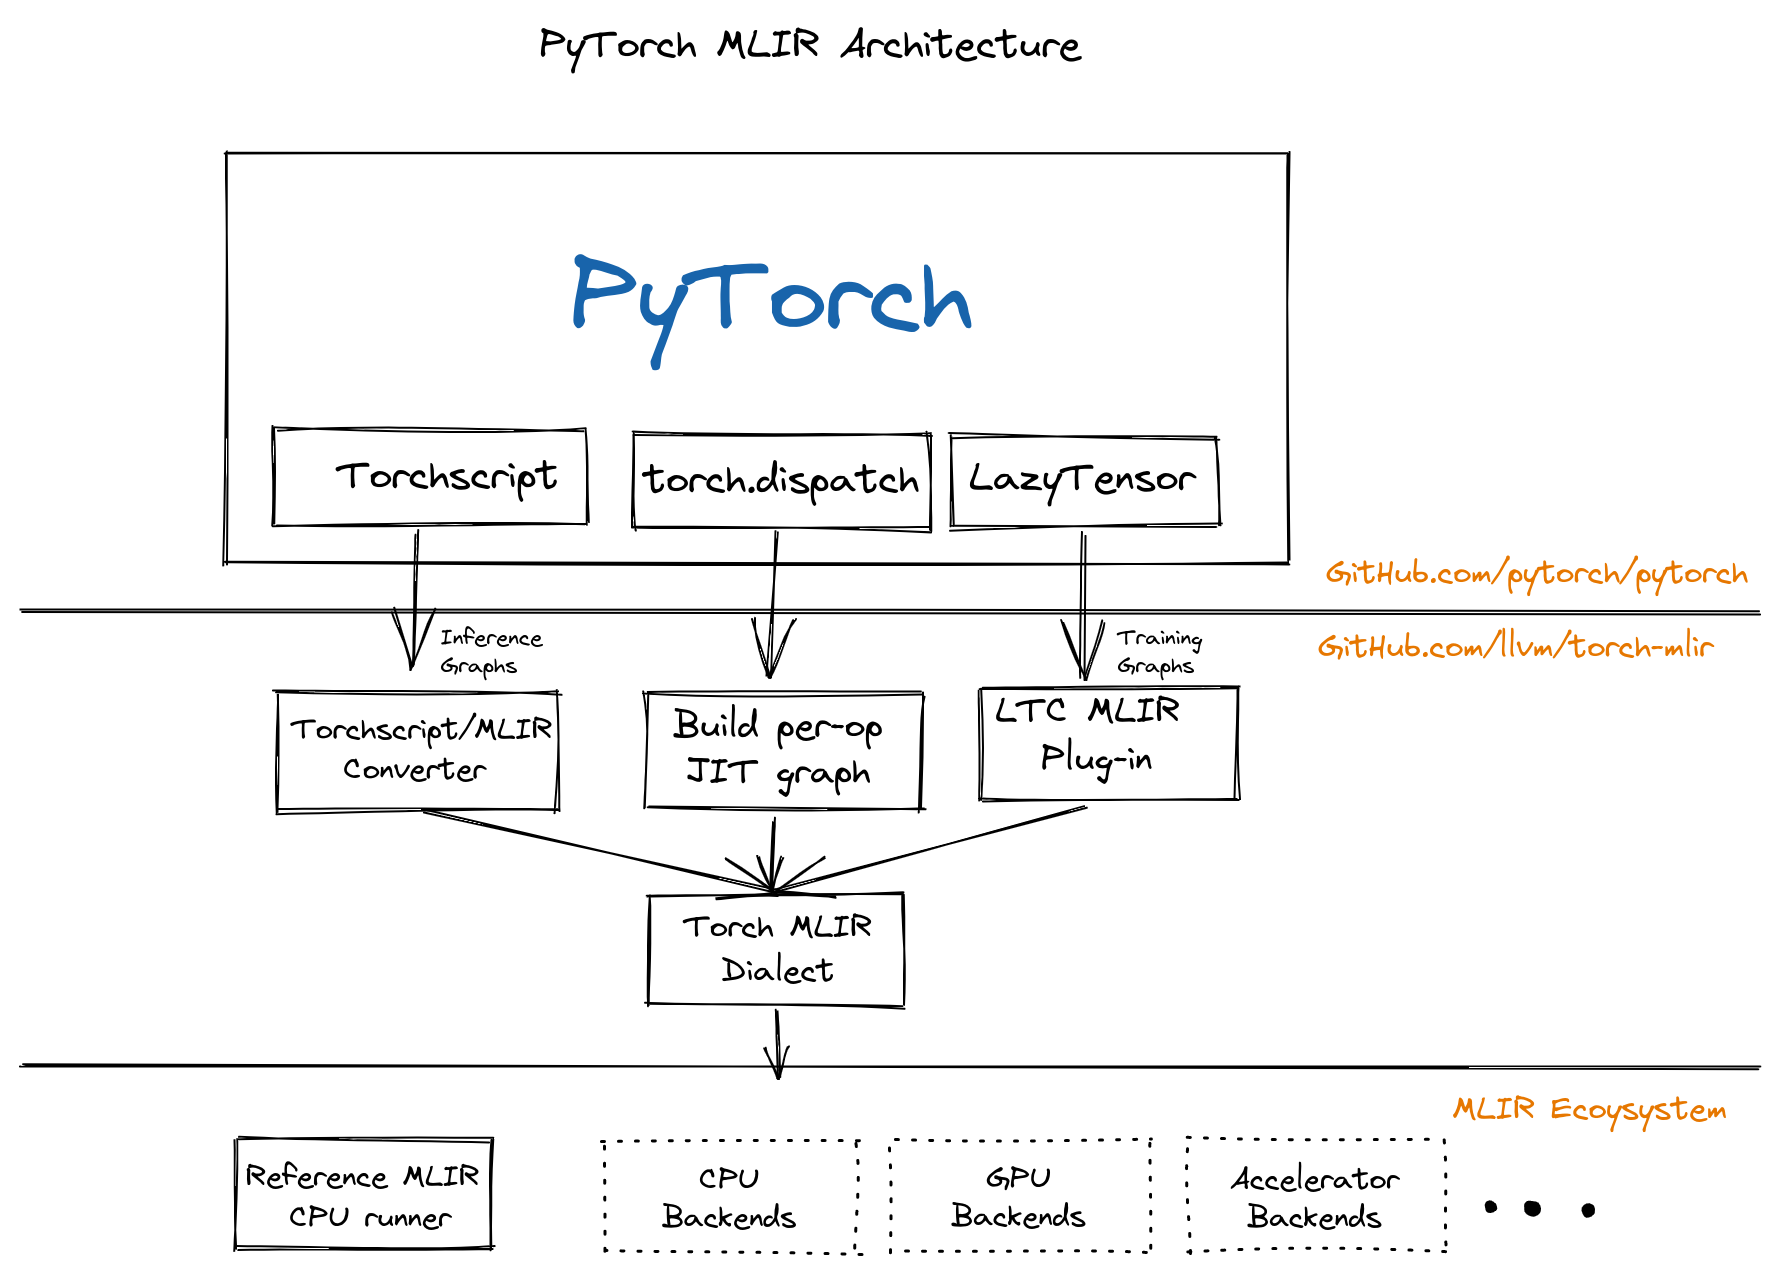 PyTorch MLIR Architecture
PyTorch
Torchscript
torch.dispatch
LazyTensor
GitHub.com/pytorch/pytorch
GitHub.com/llvm/torch-mlir
Inference
Graphs
Training
Graphs
Torchscript/MLIR
Converter
Build per-op
JIT graph
LTC MLIR
Plug-in
Torch MLIR
Dialect
MLIR Ecoysystem
Reference MLIR
CPU runner
CPU
Backends
GPU
Backends
Accelerator
Backends
• • •